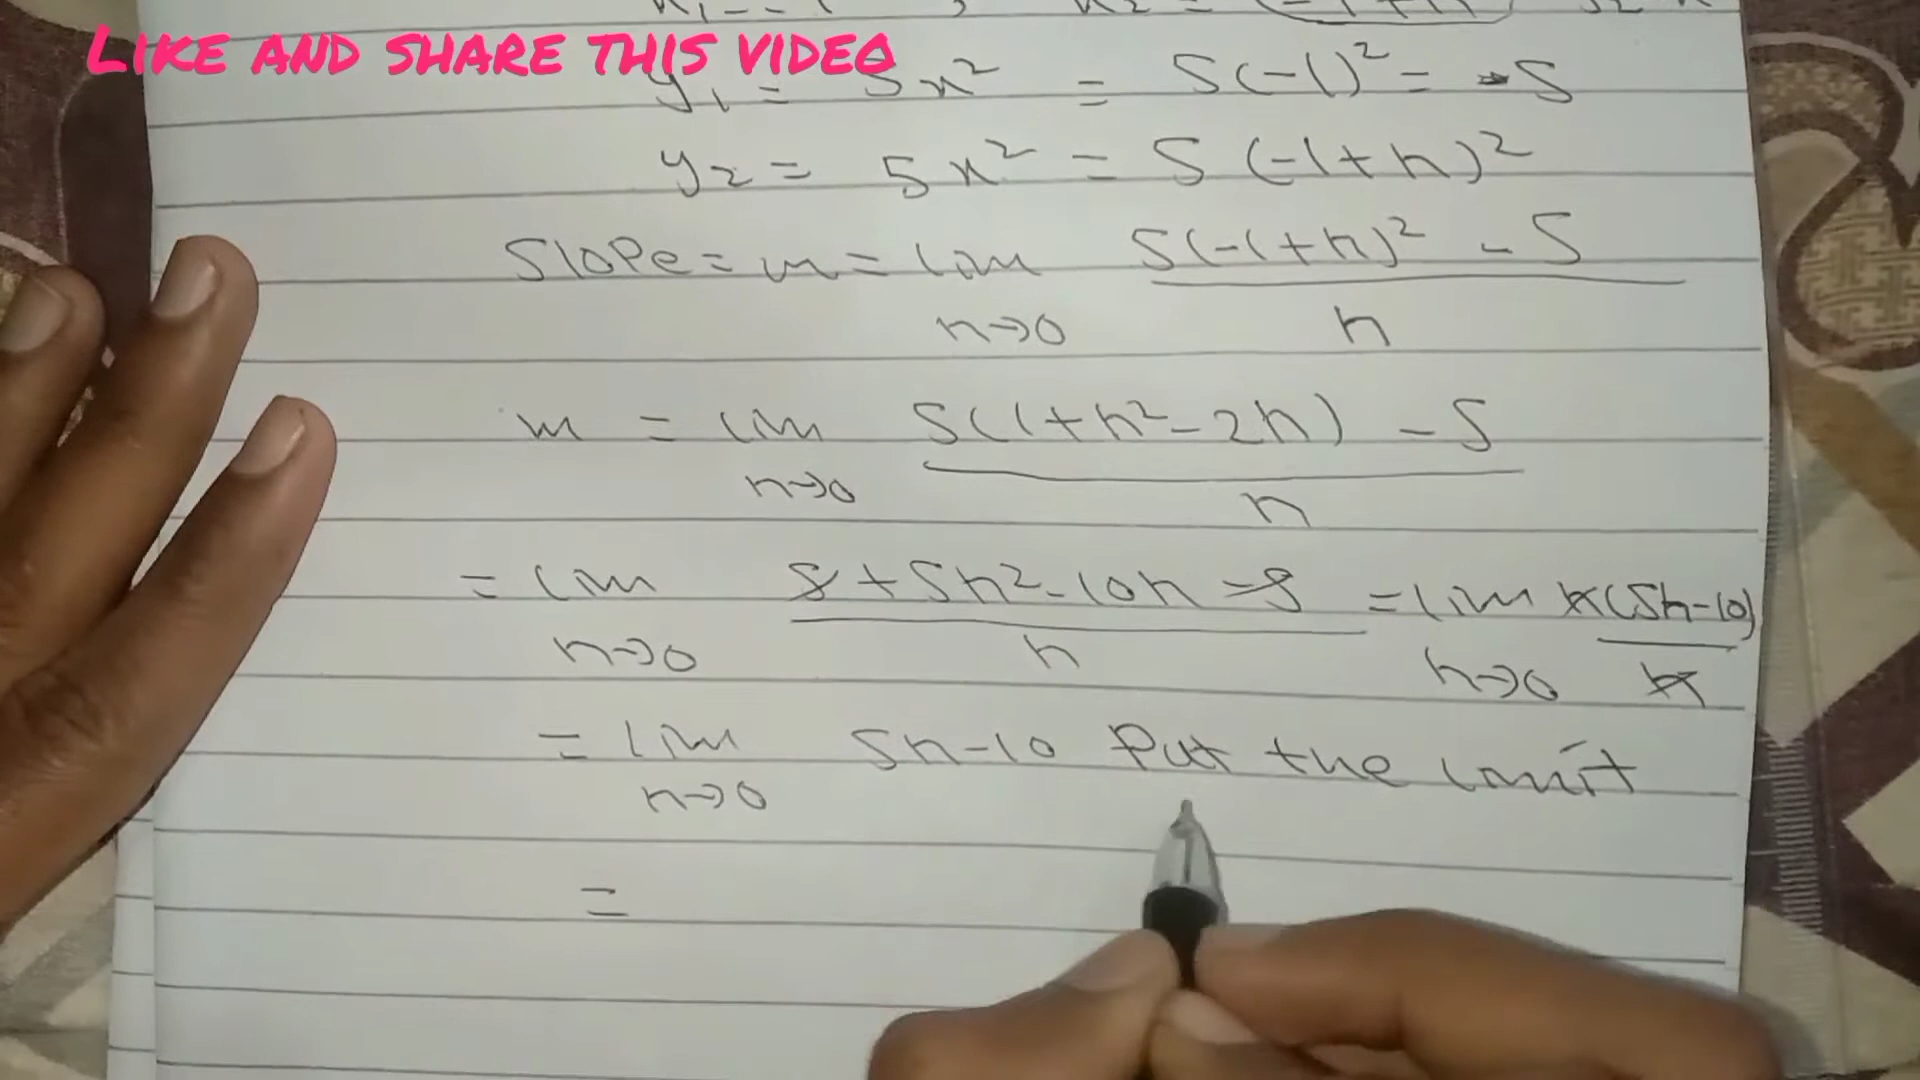 LIKE AND SHARE THIS VIDEO
y₁ = 5x² = 5(-1)² = 5
y₂ = 5x² = 5(-1+h)²
Slope = m = lim 5(-1+h)² - 5
h→0 h
m = lim 5(1+h²-2h) - 5
h→0 h
= lim 5+5h²-10h-5 = lim h(5h-10)
h→0 h h→0 h
= lim 5h-10 Put the limit
h→0
=